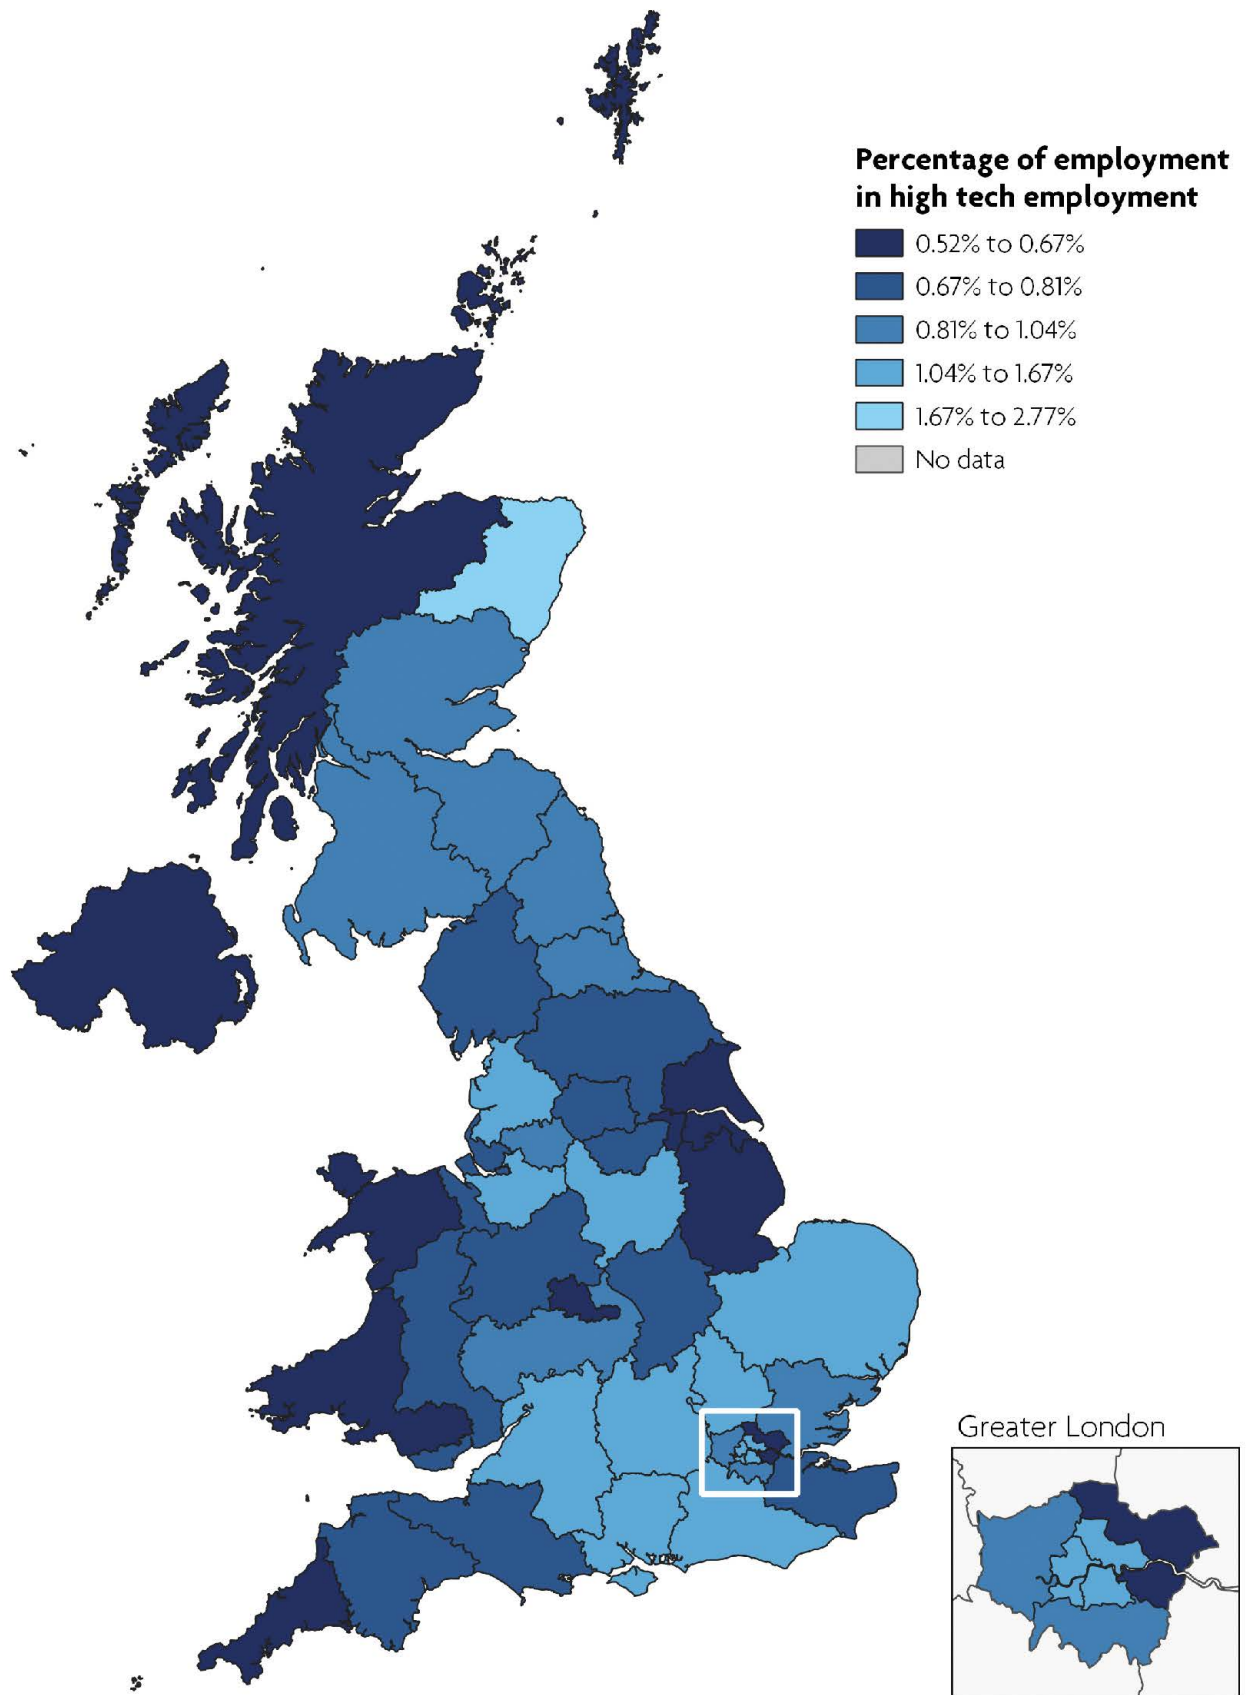 Percentage of employment
in high tech employment
0.52% to 0.67%
0.67% to 0.81%
0.81% to 1.04%
1.04% to 1.67%
1.67% to 2.77%
No data
Greater London